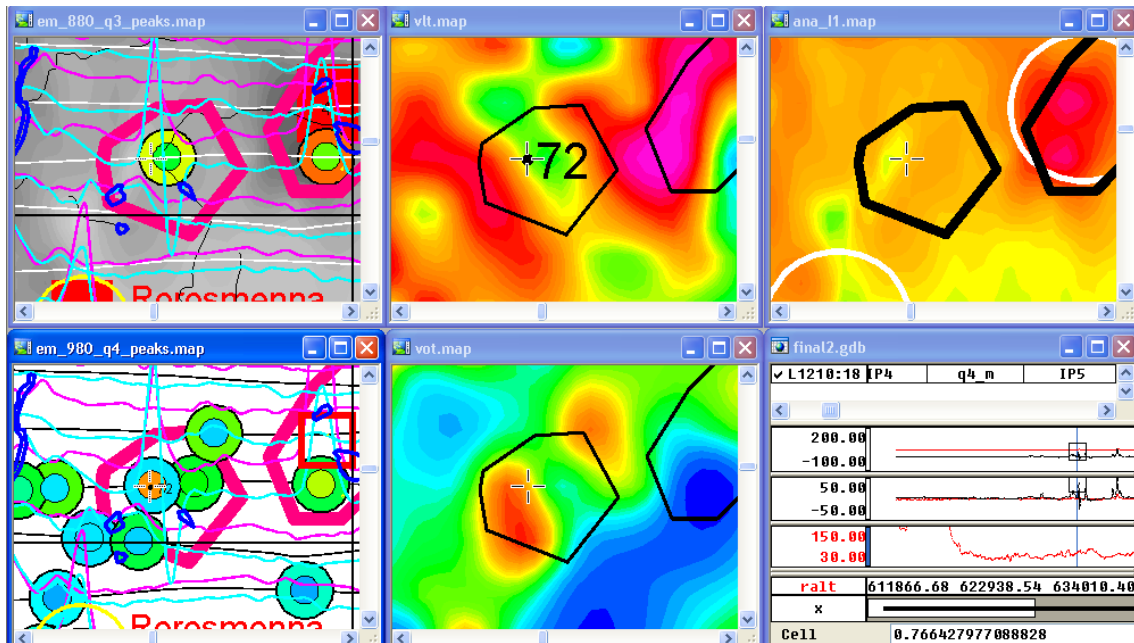 em_880_q3_peaks.map
Rorosmenna
vlt.map
72
ana_l1.map
em_980_q4_peaks.map
Rorosmenna
vot.map
final2.gdb
L1210:18 IP4 q4_m IP5
200.00
-100.00
50.00
-50.00
150.00
30.00
ralt 611866.68 622938.54 634010.40
x
Cell 0.766427977088828